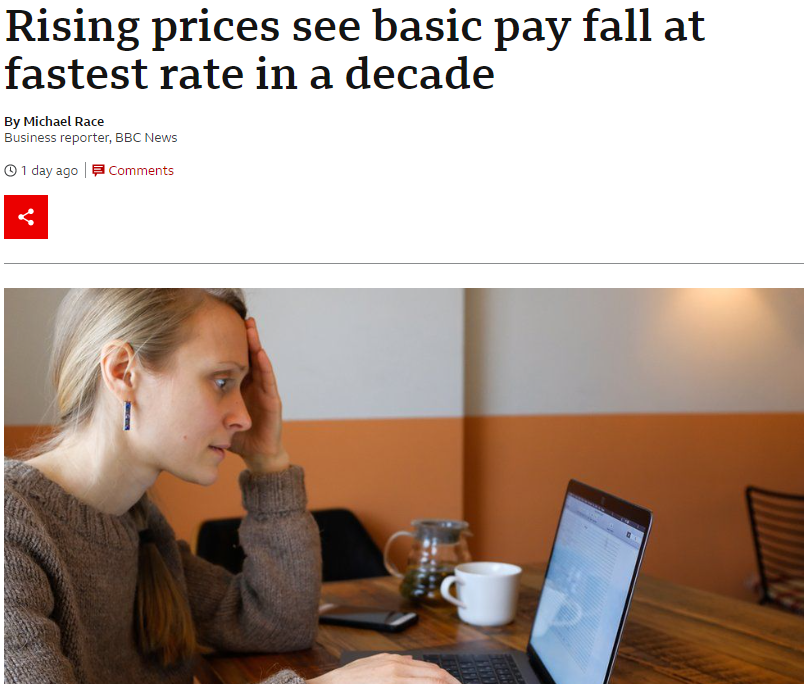 Rising prices see basic pay fall at
fastest rate in a decade
By Michael Race
Business reporter, BBC News
1 day ago
Comments